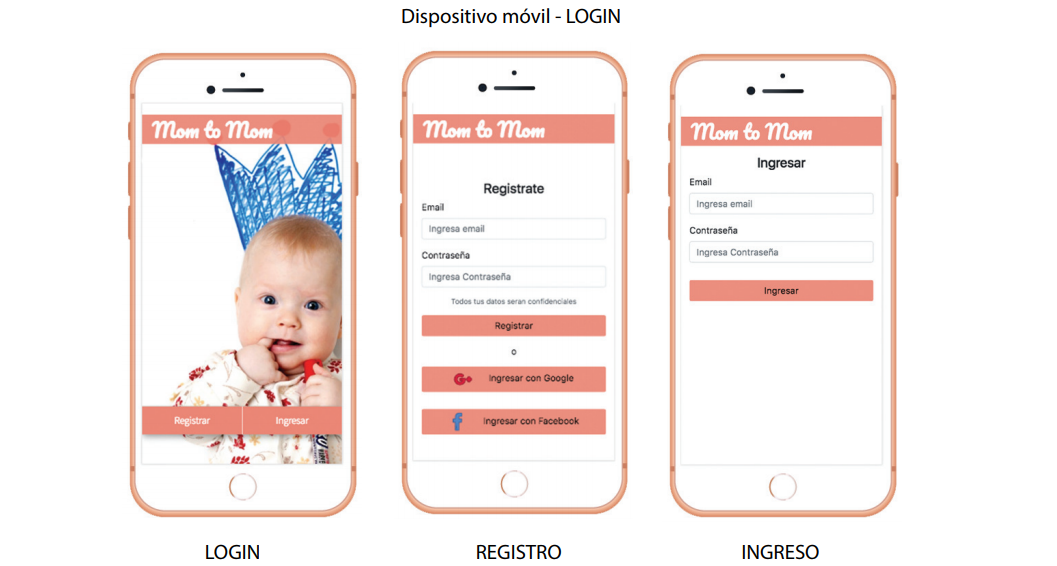 Dispositivo móvil - LOGIN
Mom to Mom
Registrar
Ingresar
LOGIN
Mom to Mom
Registrate
Email
Ingresa email
Contraseña
Ingresa Contraseña
Todos tus datos seran confidenciales
Registrar
o
G+ Ingresar con Google
f Ingresar con Facebook
REGISTRO
Mom to Mom
Ingresar
Email
Ingresa email
Contraseña
Ingresa Contraseña
Ingresar
INGRESO